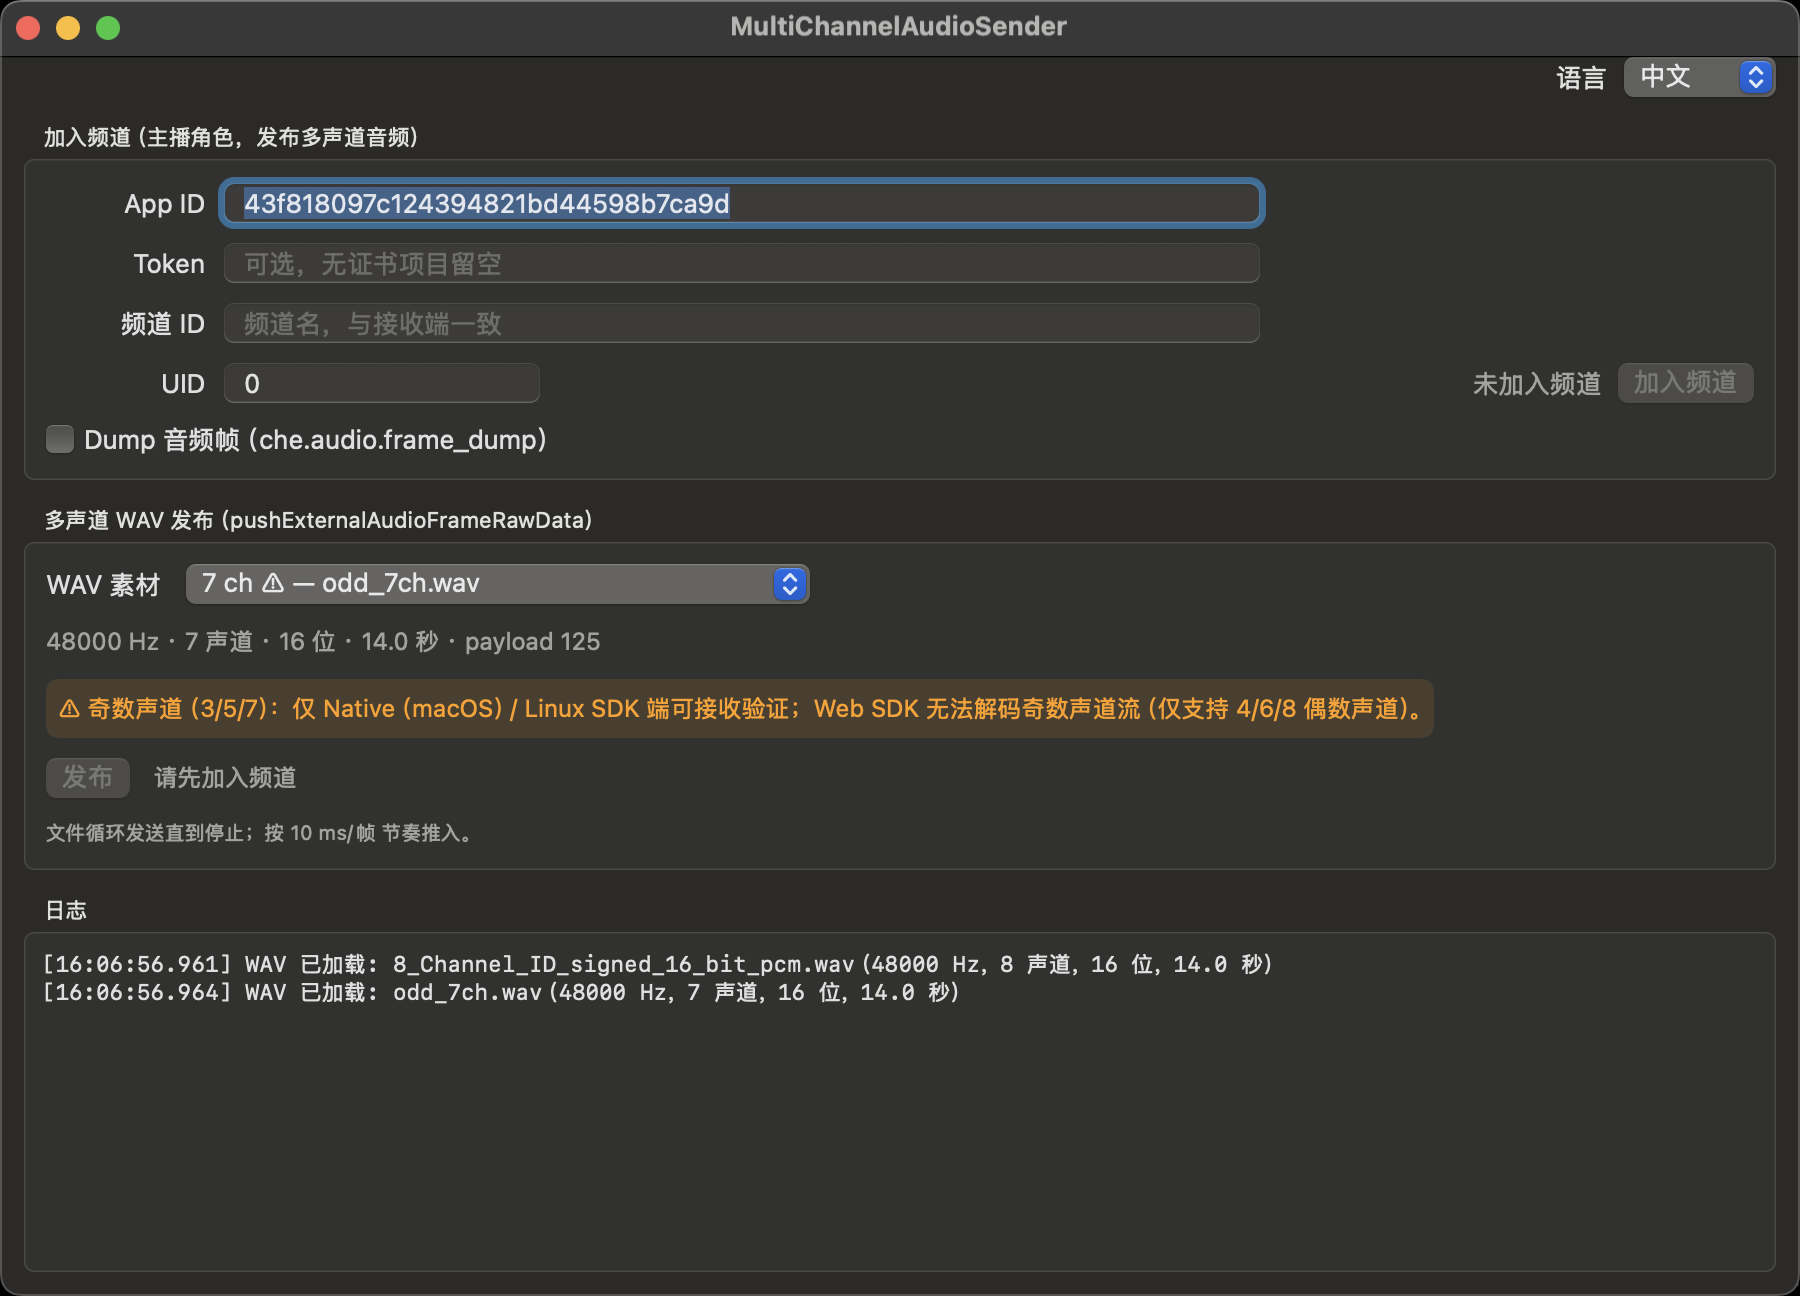 MultiChannelAudioSender
语言 中文
加入频道 (主播角色，发布多声道音频)
App ID 43f818097c124394821bd44598b7ca9d
Token 可选，无证书项目留空
频道 ID 频道名，与接收端一致
UID 0 未加入频道 加入频道
Dump 音频帧 (che.audio.frame_dump)
多声道 WAV 发布 (pushExternalAudioFrameRawData)
WAV 素材 7 ch ⚠ — odd_7ch.wav
48000 Hz · 7 声道 · 16 位 · 14.0 秒 · payload 125
⚠ 奇数声道 (3/5/7)：仅 Native (macOS) / Linux SDK 端可接收验证；Web SDK 无法解码奇数声道流 (仅支持 4/6/8 偶数声道)。
发布 请先加入频道
文件循环发送直到停止；按 10 ms/帧 节奏推入。
日志
[16:06:56.961] WAV 已加载: 8_Channel_ID_signed_16_bit_pcm.wav (48000 Hz, 8 声道, 16 位, 14.0 秒)
[16:06:56.964] WAV 已加载: odd_7ch.wav (48000 Hz, 7 声道, 16 位, 14.0 秒)